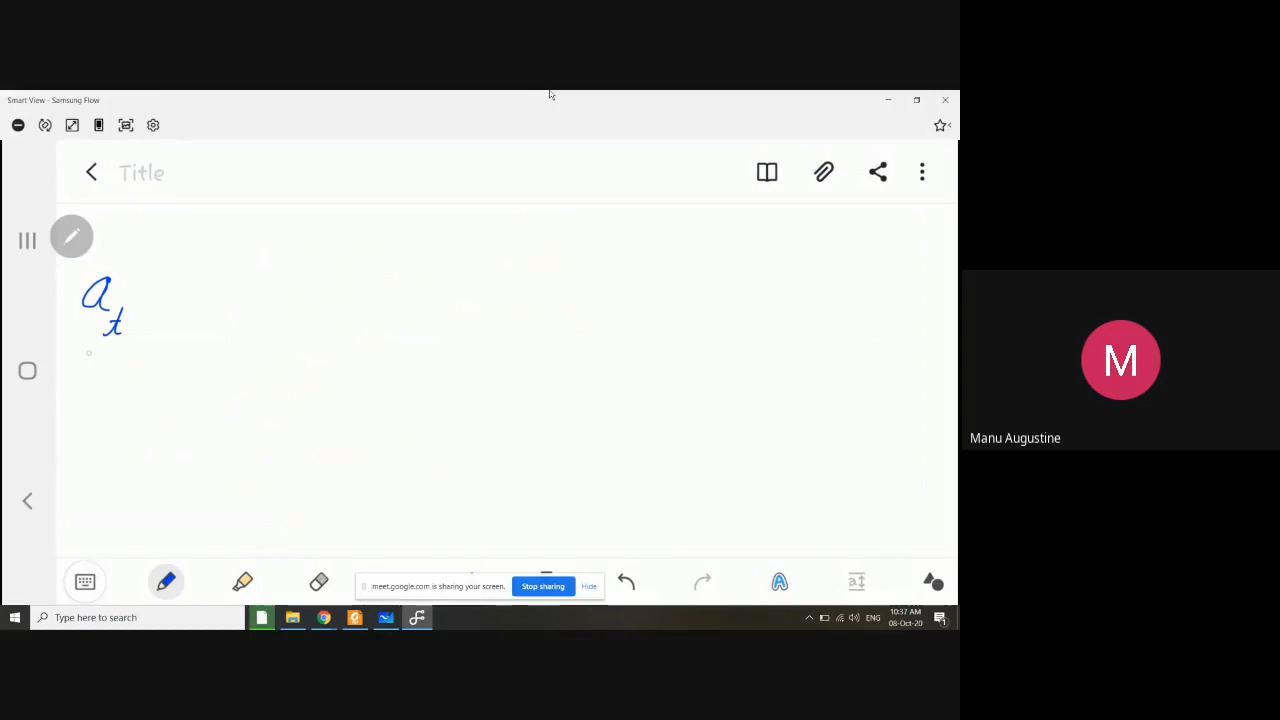 Smart View - Samsung Flow
Title
a
t
meet.google.com is sharing your screen.
Stop sharing
Hide
Type here to search
ENG
10:37 AM
08-Oct-20
1
M
Manu Augustine